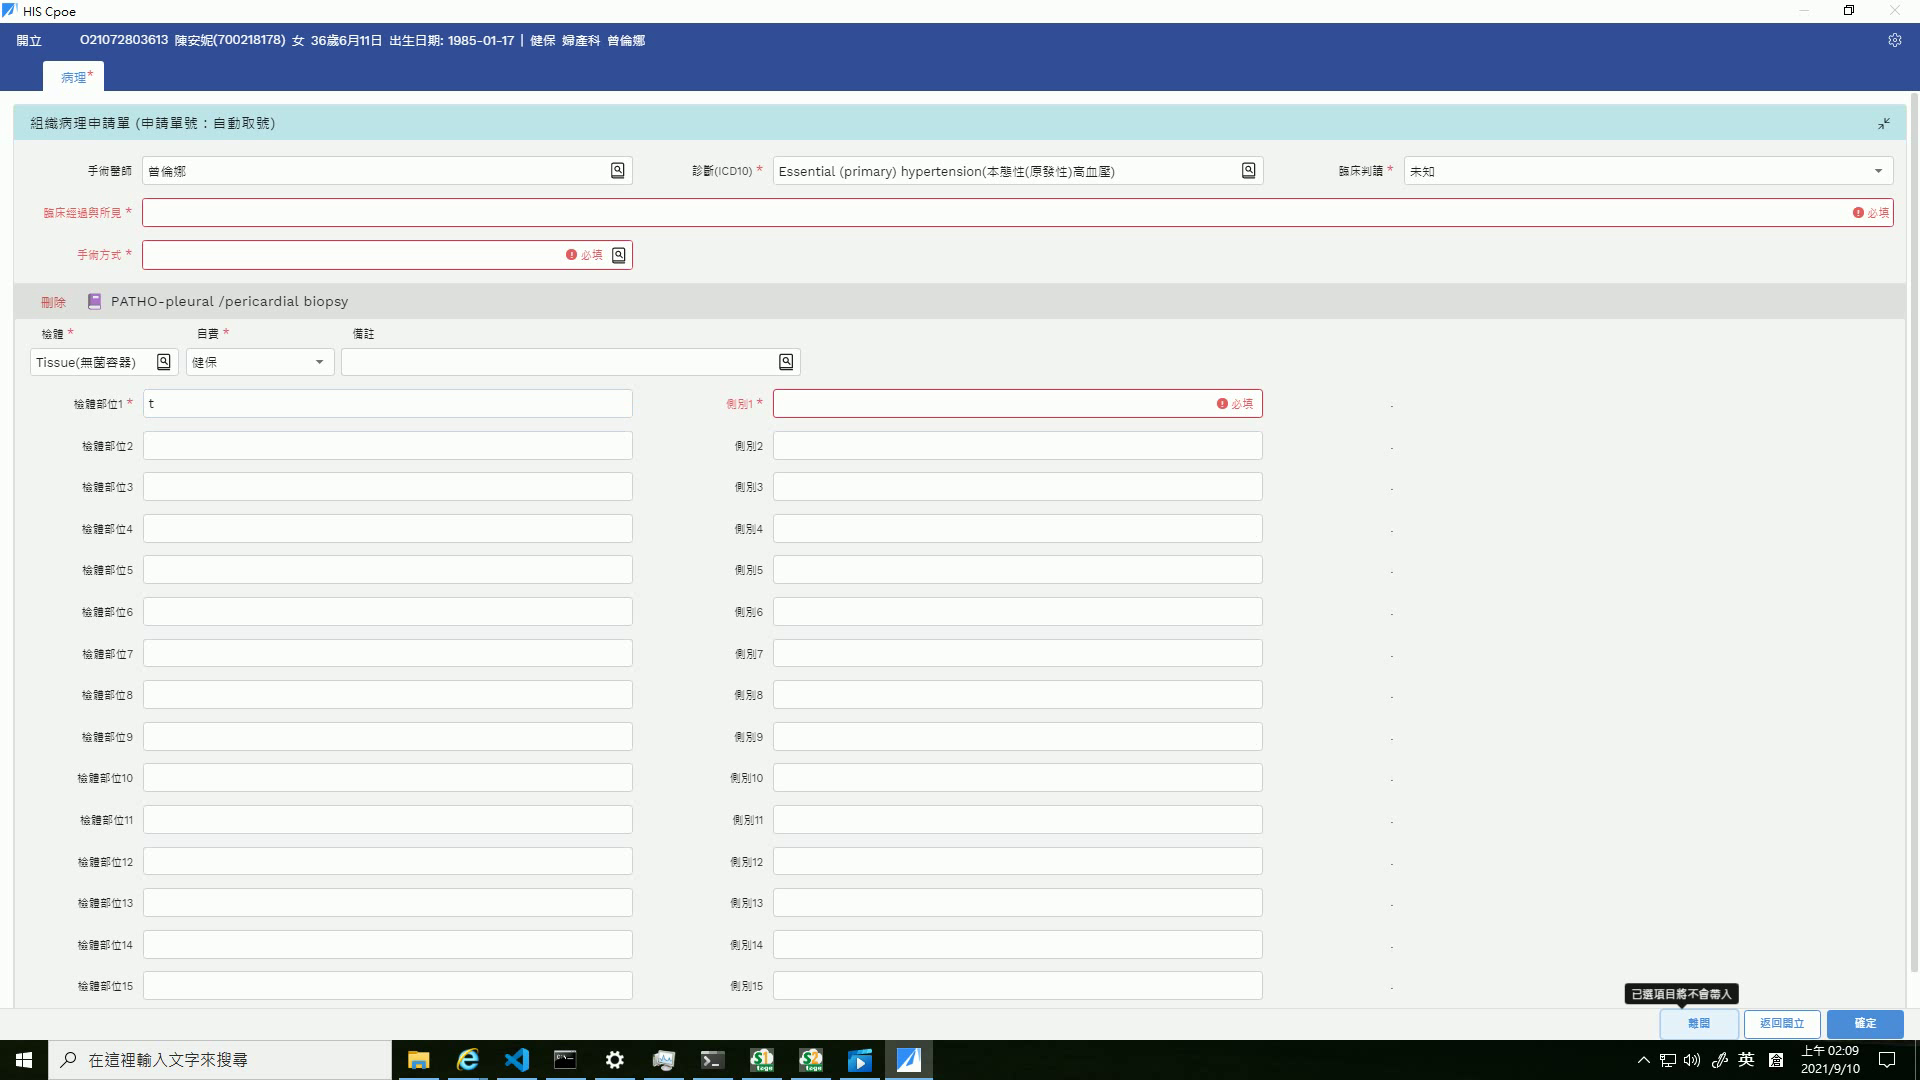 HIS Cpoe
開立 O21072803613 陳安妮(700218178) 女 36歲6月11日 出生日期: 1985-01-17 | 健保 婦產科 曾倫娜
病理*
組織病理申請單 (申請單號：自動取號)
手術醫師 曾倫娜 診斷(ICD10) * Essential (primary) hypertension(本態性(原發性)高血壓) 臨床判讀 * 未知
臨床經過與所見 * 必填
手術方式 * 必填
刪除 PATHO-pleural /pericardial biopsy
檢體 * 自費 * 備註
Tissue(無菌容器) 健保
檢體部位1 * t 側別1 * 必填 .
檢體部位2 側別2 .
檢體部位3 側別3 .
檢體部位4 側別4 .
檢體部位5 側別5 .
檢體部位6 側別6 .
檢體部位7 側別7 .
檢體部位8 側別8 .
檢體部位9 側別9 .
檢體部位10 側別10 .
檢體部位11 側別11 .
檢體部位12 側別12 .
檢體部位13 側別13 .
檢體部位14 側別14 .
檢體部位15 側別15 .
已選項目將不會帶入
離開 返回開立 確定
在這裡輸入文字來搜尋 英 倉 上午 02:09
2021/9/10